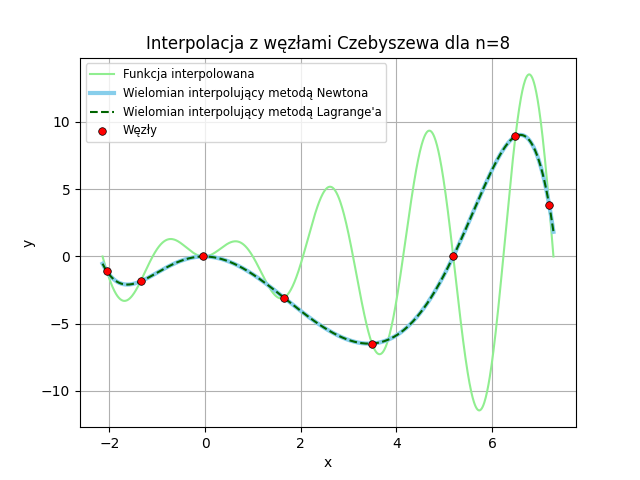 Interpolacja z węzłami Czebyszewa dla n=8
Funkcja interpolowana
Wielomian interpolujący metodą Newtona
Wielomian interpolujący metodą Lagrange'a
Węzły
y
10
5
0
−5
−10
−2
0
2
4
6
x